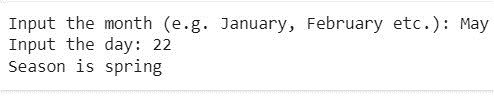 Input the month (e.g. January, February etc.): May
Input the day: 22
Season is spring